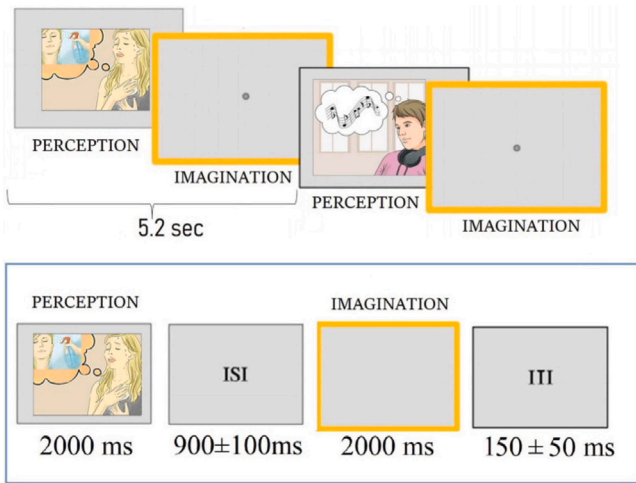 PERCEPTION
IMAGINATION
5.2 sec
PERCEPTION
IMAGINATION
PERCEPTION
IMAGINATION
ISI
ITI
2000 ms
900±100ms
2000 ms
150 ± 50 ms